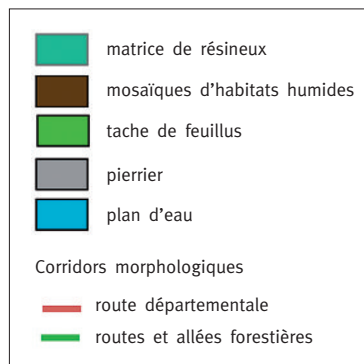 matrice de résineux
mosaïques d'habitats humides
tache de feuillus
pierrier
plan d'eau
Corridors morphologiques
route départementale
routes et allées forestières